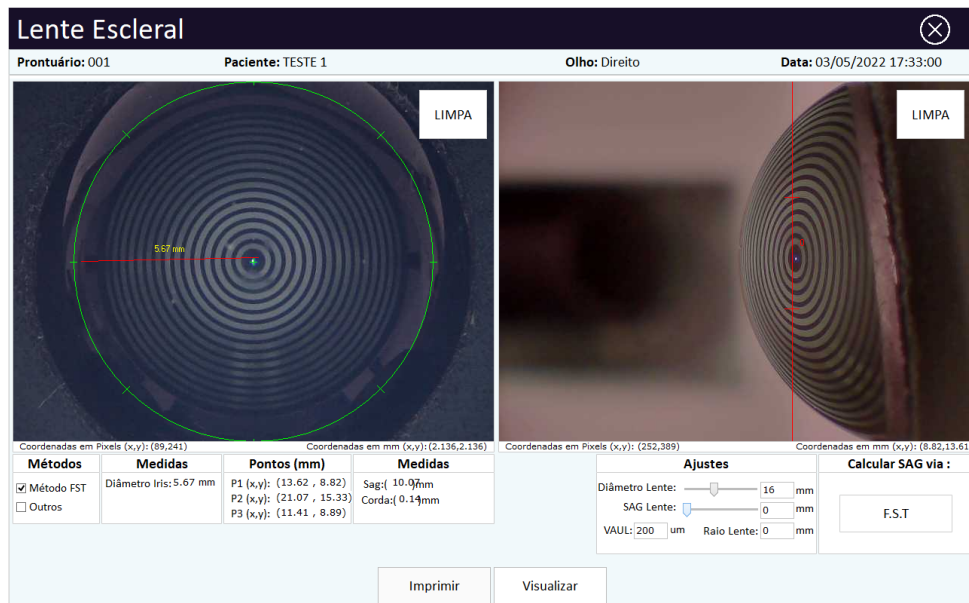 Lente Escleral
Prontuário: 001 Paciente: TESTE 1 Olho: Direito Data: 03/05/2022 17:33:00
LIMPA
LIMPA
5.67 mm
Coordenadas em Pixels (x,y): (89,241) Coordenadas em mm (x,y): (2.136,2.136)
Coordenadas em Pixels (x,y): (252,389) Coordenadas em mm (x,y): (8.82,13.61
Métodos
Método FST
Outros
Medidas
Diâmetro Iris: 5.67 mm
Pontos (mm)
P1 (x,y): (13.62 , 8.82)
P2 (x,y): (21.07 , 15.33)
P3 (x,y): (11.41 , 8.89)
Medidas
Sag:( 10.07)mm
Corda:( 0.14)mm
Ajustes
Diâmetro Lente: 16 mm
SAG Lente: 0 mm
VAUL: 200 um Raio Lente: 0 mm
Calcular SAG via :
F.S.T
Imprimir Visualizar